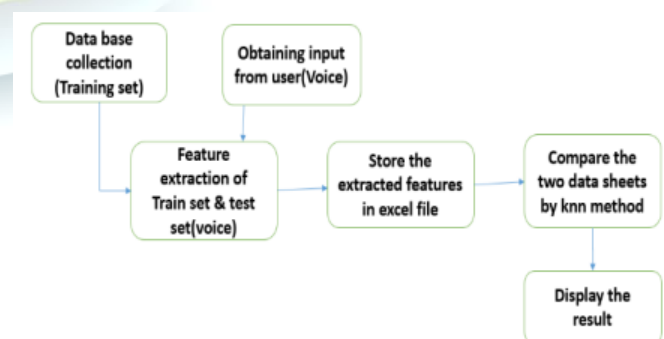 Data base
collection
(Training set)
Obtaining input
from user(Voice)
Feature
extraction of
Train set & test
set(voice)
Store the
extracted features
in excel file
Compare the
two data sheets
by knn method
Display the
result